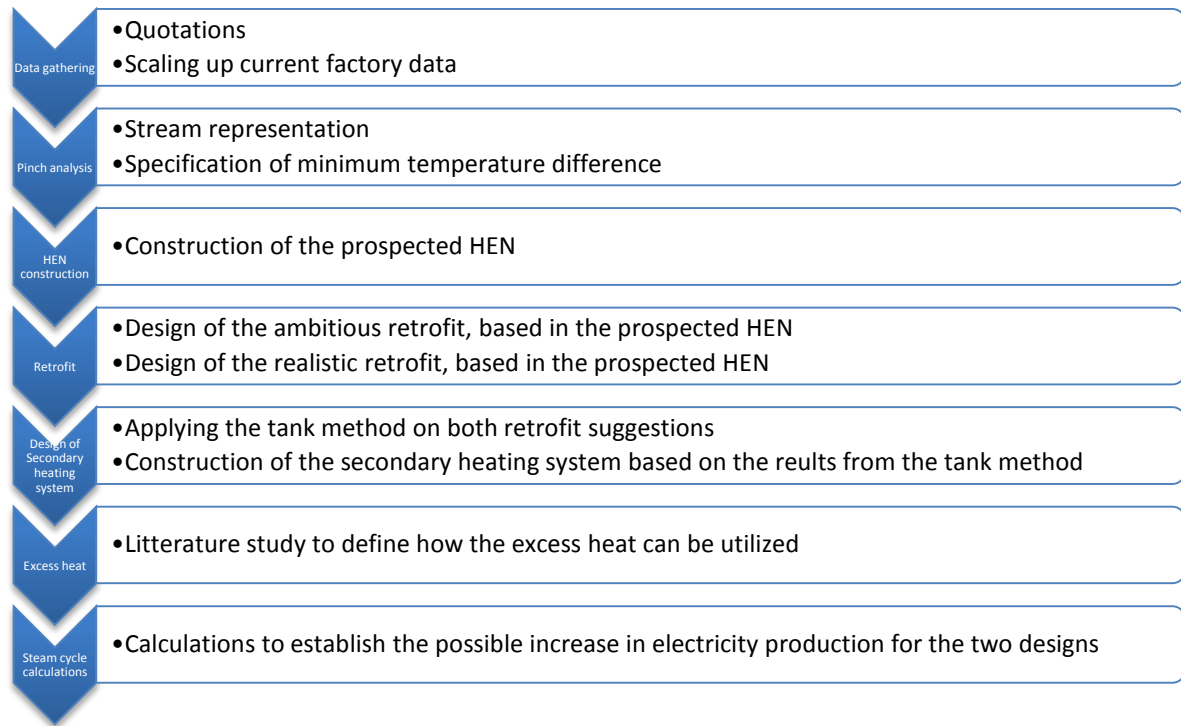 Data gathering
•Quotations
•Scaling up current factory data
Pinch analysis
•Stream representation
•Specification of minimum temperature difference
HEN
construction
•Construction of the prospected HEN
Retrofit
•Design of the ambitious retrofit, based in the prospected HEN
•Design of the realistic retrofit, based in the prospected HEN
Design of
Secondary
heating
system
•Applying the tank method on both retrofit suggestions
•Construction of the secondary heating system based on the reults from the tank method
Excess heat
•Litterature study to define how the excess heat can be utilized
Steam cycle
calculations
•Calculations to establish the possible increase in electricity production for the two designs